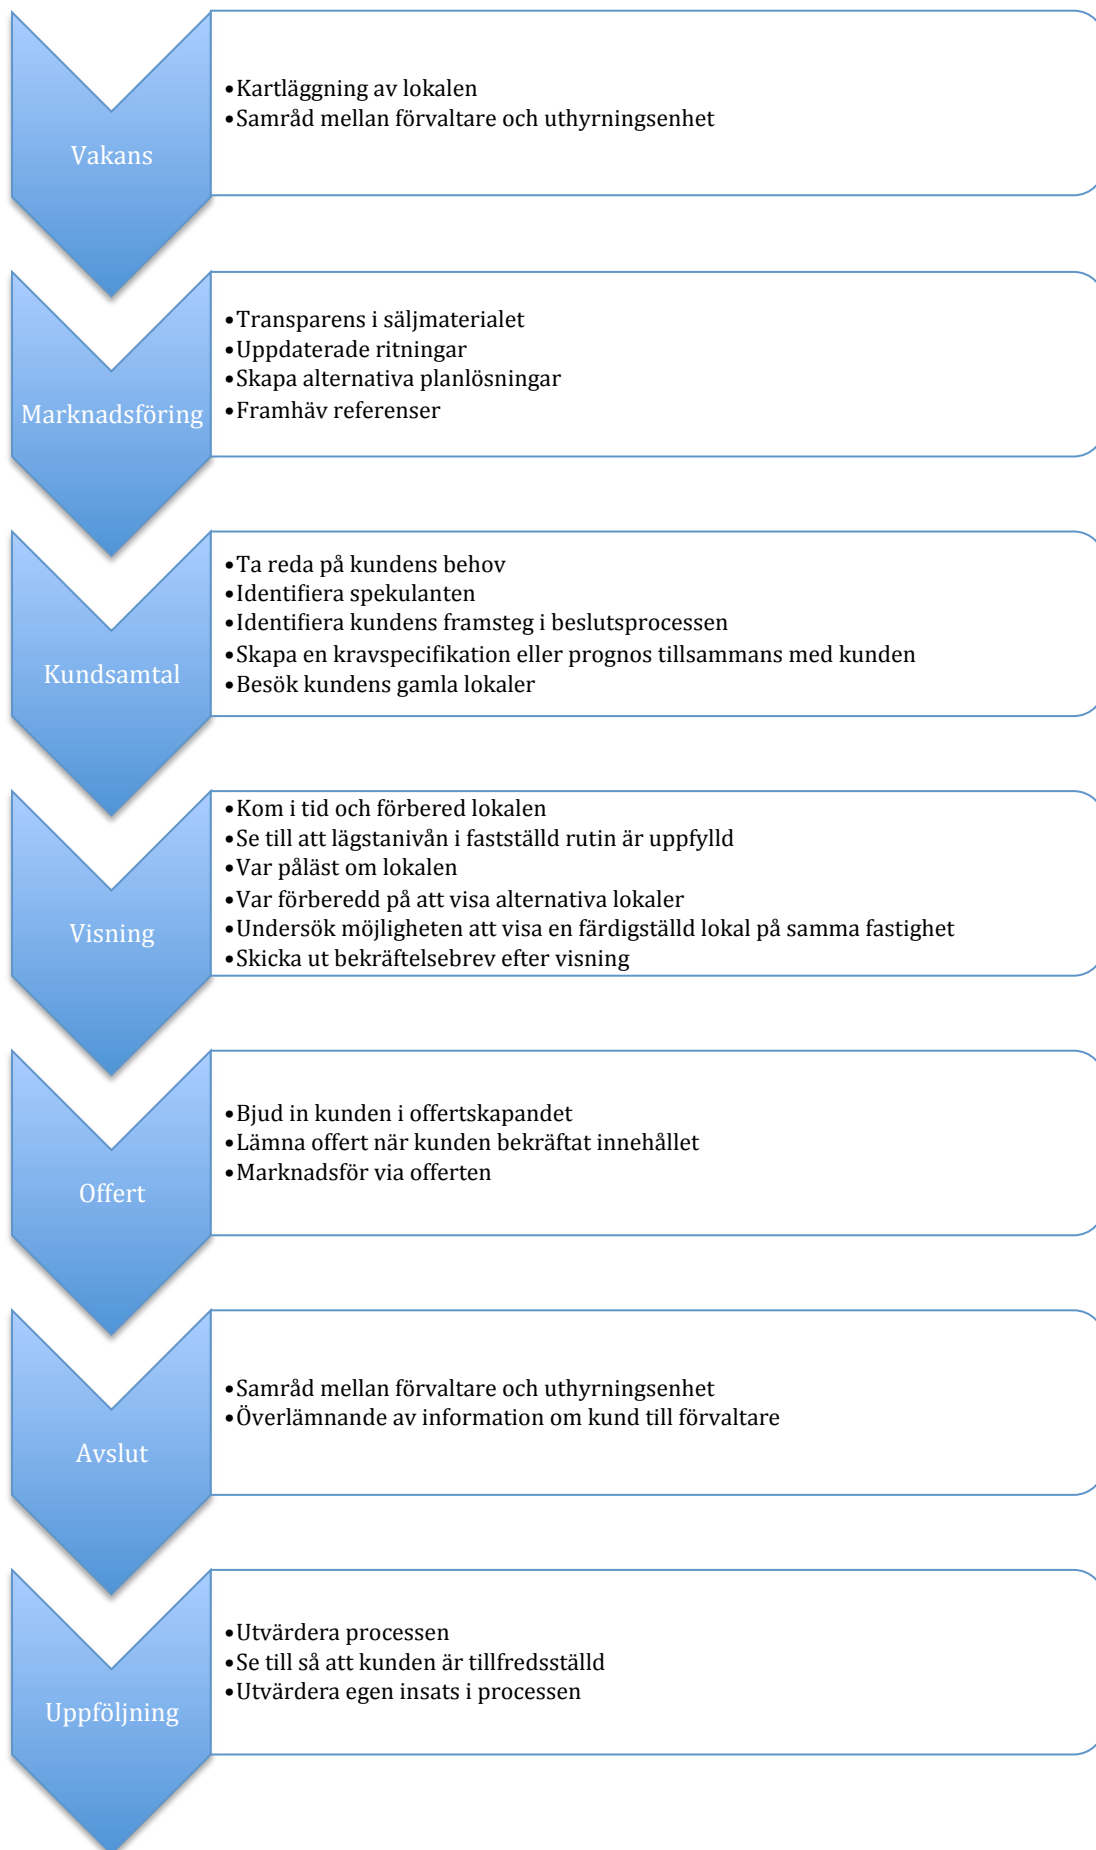 Vakans
•Kartläggning av lokalen
•Samråd mellan förvaltare och uthyrningsenhet
Marknadsföring
•Transparens i säljmaterialet
•Uppdaterade ritningar
•Skapa alternativa planlösningar
•Framhäv referenser
Kundsamtal
•Ta reda på kundens behov
•Identifiera spekulanten
•Identifiera kundens framsteg i beslutsprocessen
•Skapa en kravspecifikation eller prognos tillsammans med kunden
•Besök kundens gamla lokaler
Visning
•Kom i tid och förbered lokalen
•Se till att lägstanivån i fastställd rutin är uppfylld
•Var påläst om lokalen
•Var förberedd på att visa alternativa lokaler
•Undersök möjligheten att visa en färdigställd lokal på samma fastighet
•Skicka ut bekräftelsebrev efter visning
Offert
•Bjud in kunden i offertskapandet
•Lämna offert när kunden bekräftat innehållet
•Marknadsför via offerten
Avslut
•Samråd mellan förvaltare och uthyrningsenhet
•Överlämnande av information om kund till förvaltare
Uppföljning
•Utvärdera processen
•Se till så att kunden är tillfredsställd
•Utvärdera egen insats i processen